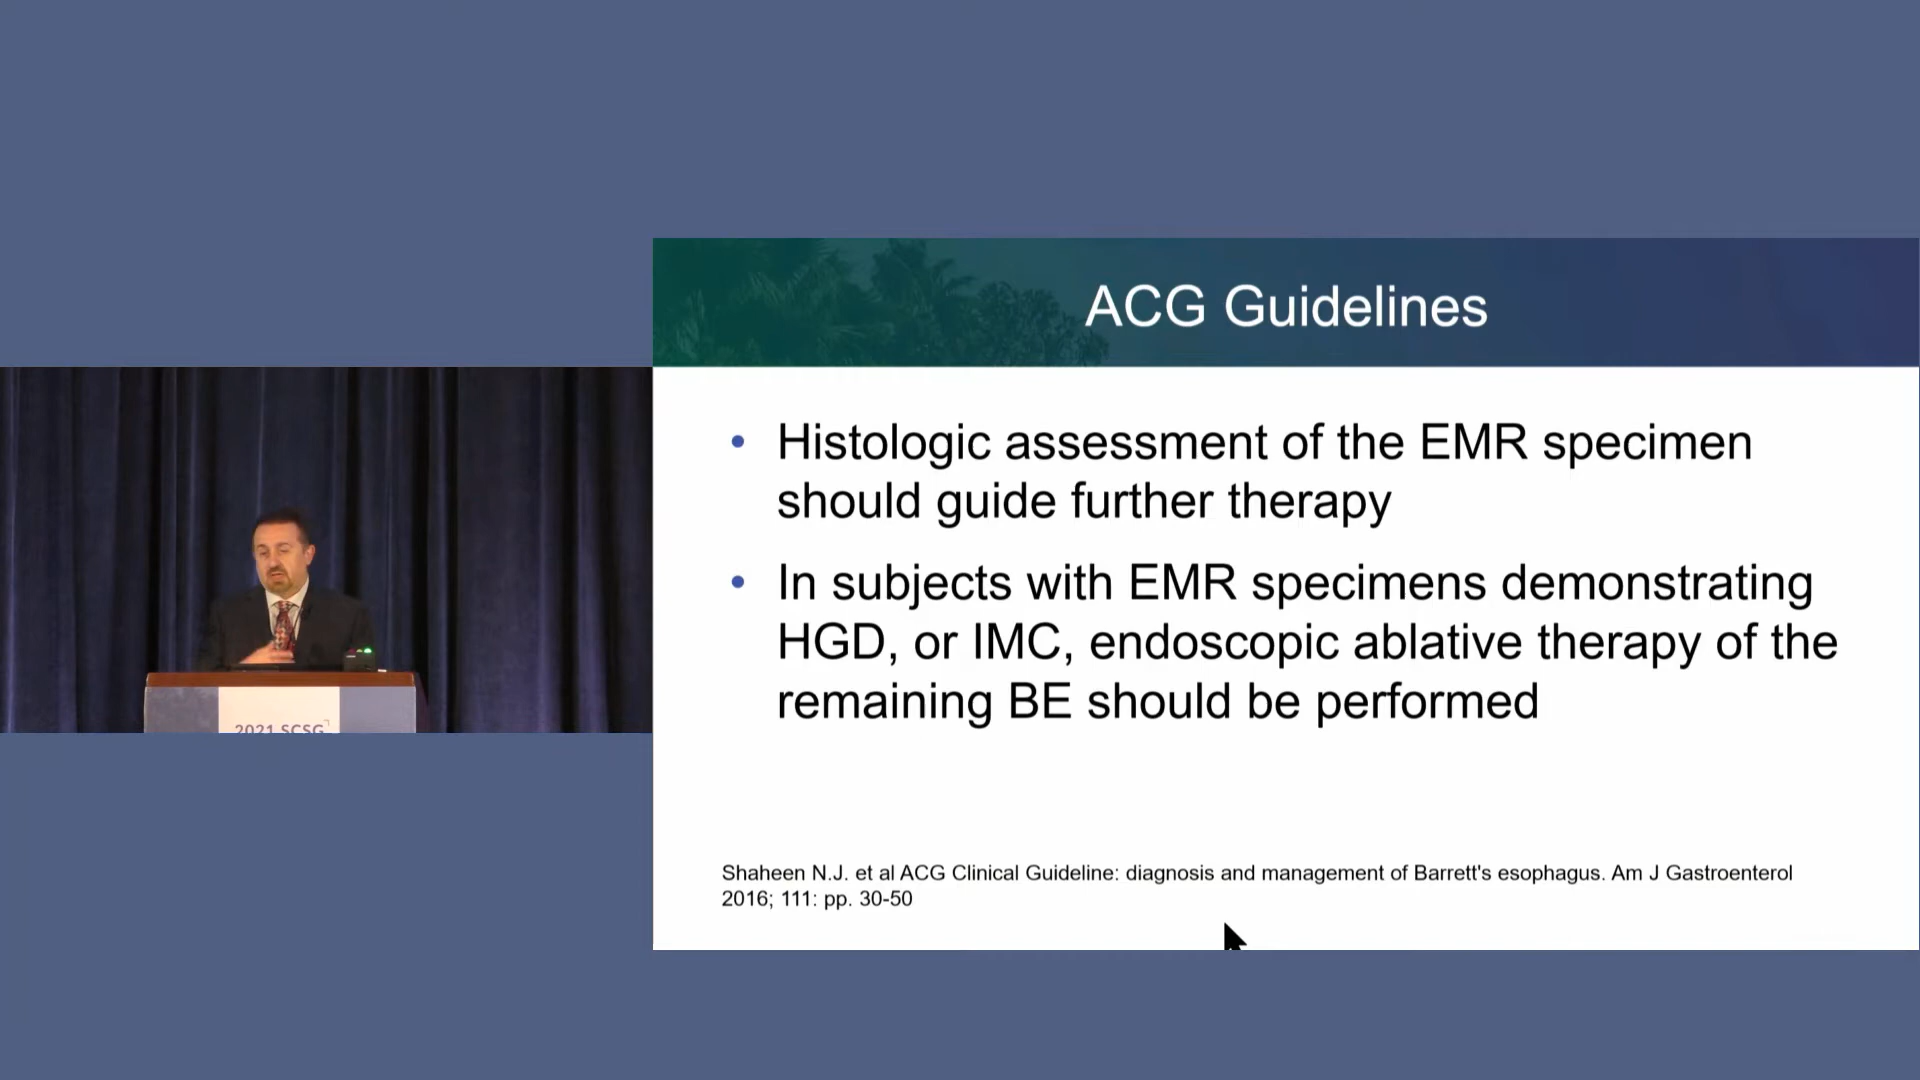 ACG Guidelines
• Histologic assessment of the EMR specimen
should guide further therapy
• In subjects with EMR specimens demonstrating
HGD, or IMC, endoscopic ablative therapy of the
remaining BE should be performed
Shaheen N.J. et al ACG Clinical Guideline: diagnosis and management of Barrett's esophagus. Am J Gastroenterol
2016; 111: pp. 30-50
2021 SCSG